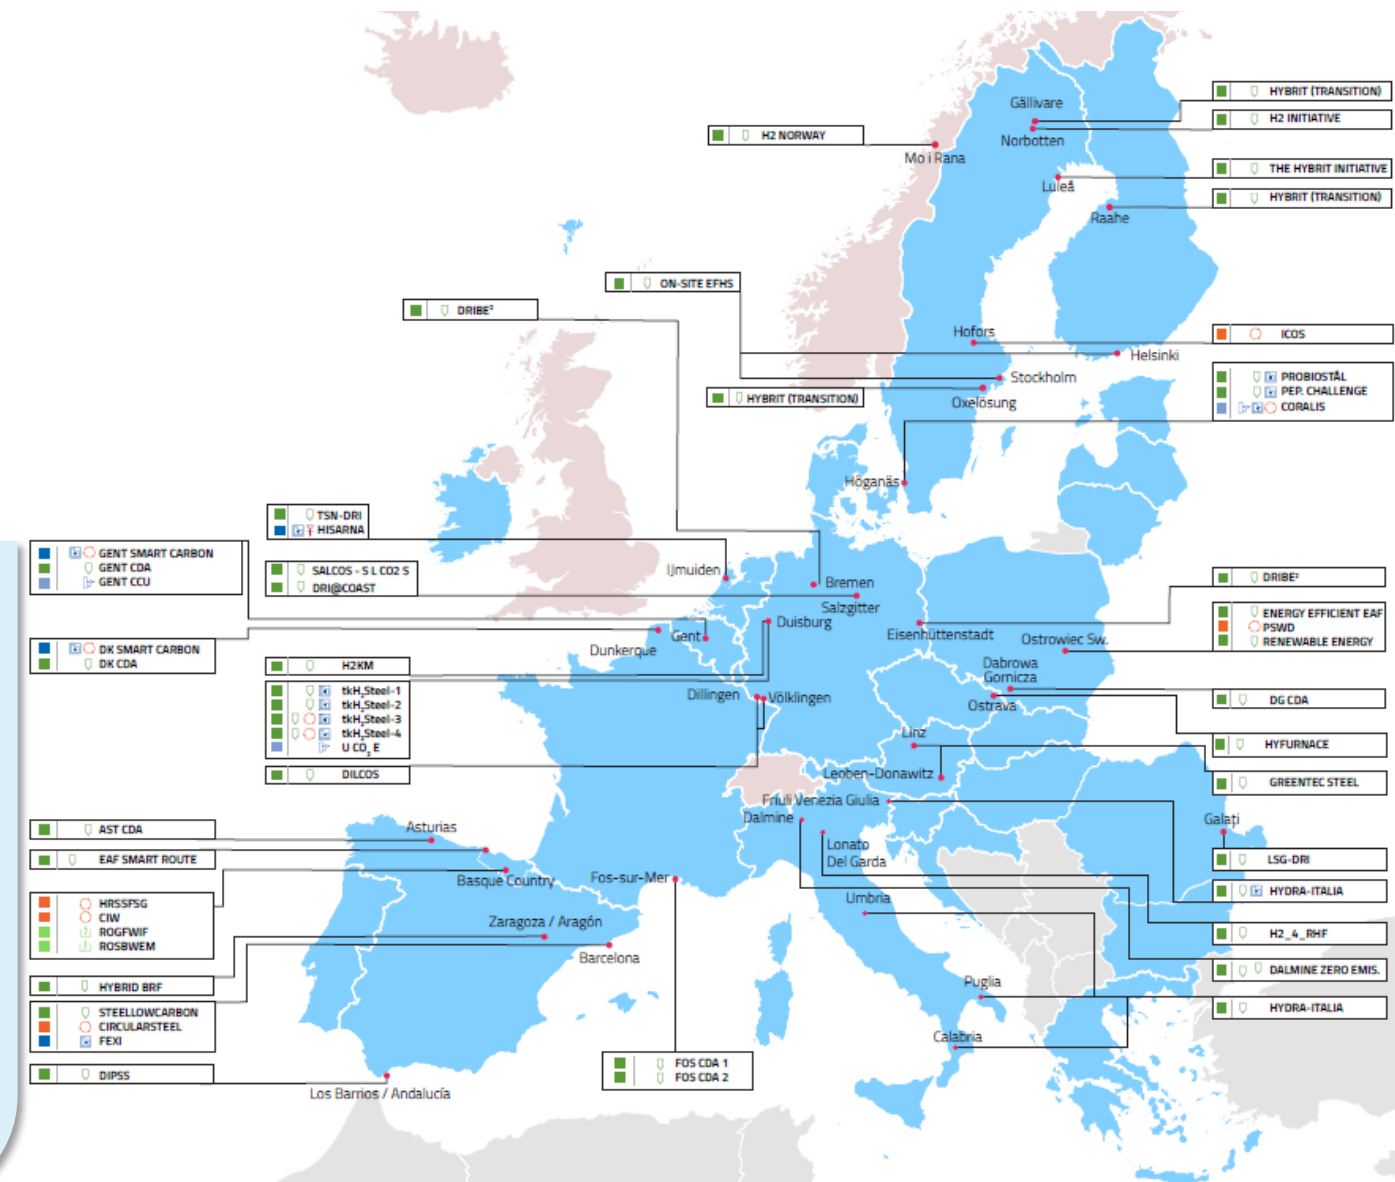 HYBRIT (TRANSITION)
Gällivare
H2 INITIATIVE
H2 NORWAY
Norbotten
Mo i Rana
THE HYBRIT INITIATIVE
Luleå
HYBRIT (TRANSITION)
Raahe
ON-SITE EFHS
DRIBE²
Hofors
ICOS
Helsinki
Stockholm
PROBIOSTÅL
PEP. CHALLENGE
CORALIS
HYBRIT (TRANSITION)
Oxelösung
Höganäs
TSN-DRI
HISARNA
GENT SMART CARBON
GENT CDA
GENT CCU
IJmuiden
SALCOS - S L CO2 S
DRI@COAST
Bremen
Salzgitter
DRIBE²
Duisburg
Gent
Eisenhüttenstadt
Ostrowiec Sw.
ENERGY EFFICIENT EAF
PSWD
RENEWABLE ENERGY
DK SMART CARBON
DK CDA
Dunkerque
H2KM
Dabrowa
Gornicza
tkH2Steel-1
tkH2Steel-2
tkH2Steel-3
tkH2Steel-4
U CO2 E
Dillingen
Völklingen
Ostrava
DG CDA
Linz
HYFURNACE
DILCOS
Leoben-Donawitz
GREENTEC STEEL
Friuli Venezia Giulia
Dalmine
Galați
AST CDA
Asturias
EAF SMART ROUTE
Lonato
Del Garda
LSG-DRI
Basque Country
Fos-sur-Mer
HYDRA-ITALIA
HRSSFSG
CIW
ROGFWIF
ROSBWEM
Umbria
Zaragoza / Aragón
H2_4_RHF
Barcelona
DALMINE ZERO EMIS.
HYBRID BRF
Puglia
STEELLOWCARBON
CIRCULARSTEEL
FEXI
HYDRA-ITALIA
Calabria
FOS CDA 1
FOS CDA 2
DIPSS
Los Barrios / Andalucía